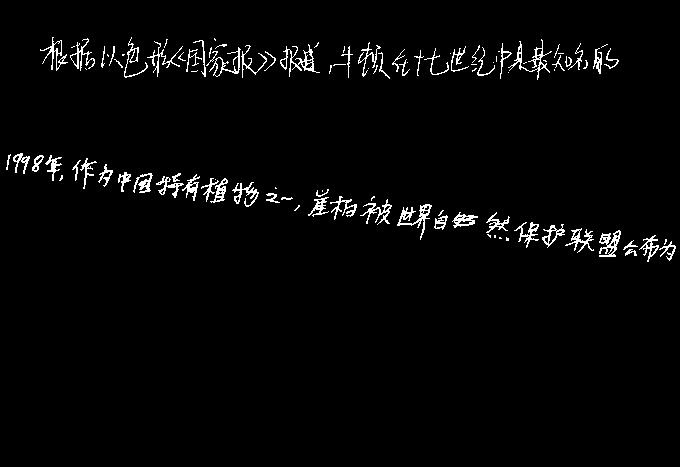 根据以色列《国家报》报道,牛顿在十七世纪中是最知名的
1998年,作为中国特有植物之一,崖柏被世界自然保护联盟公布为